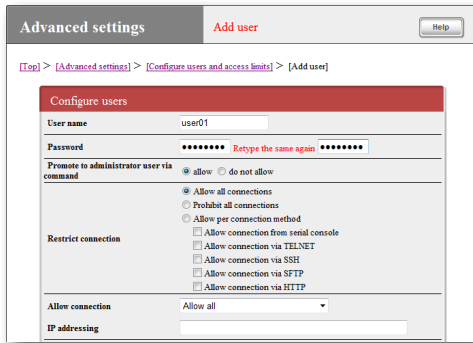 Advanced settings Add user Help
[Top] > [Advanced settings] > [Configure users and access limits] > [Add user]
Configure users
User name user01
Password •••••••• Retype the same again ••••••••
Promote to administrator user via
command allow do not allow
Allow all connections
Prohibit all connections
Allow per connection method
Restrict connection
Allow connection from serial console
Allow connection via TELNET
Allow connection via SSH
Allow connection via SFTP
Allow connection via HTTP
Allow connection Allow all
IP addressing